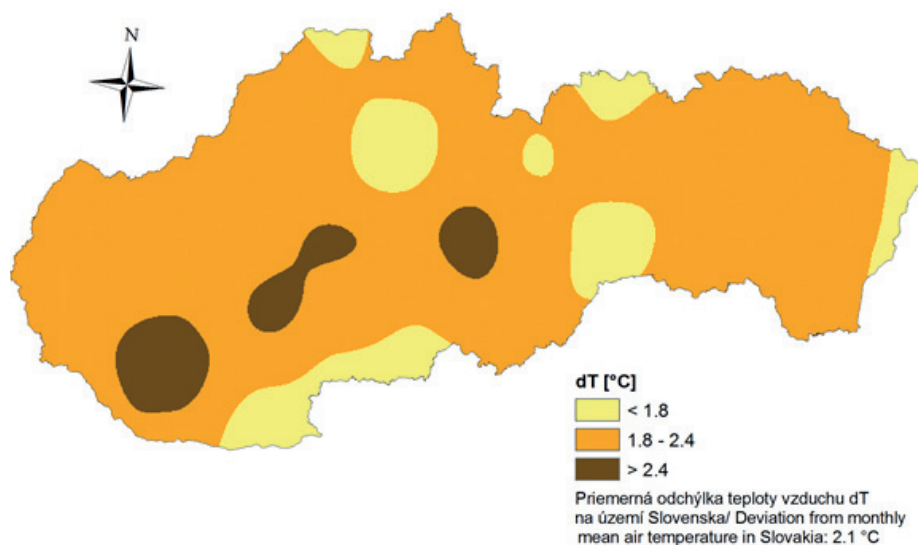 N
dT [°C]
< 1.8
1.8 - 2.4
> 2.4
Priemerná odchýlka teploty vzduchu dT
na území Slovenska/ Deviation from monthly
mean air temperature in Slovakia: 2.1 °C